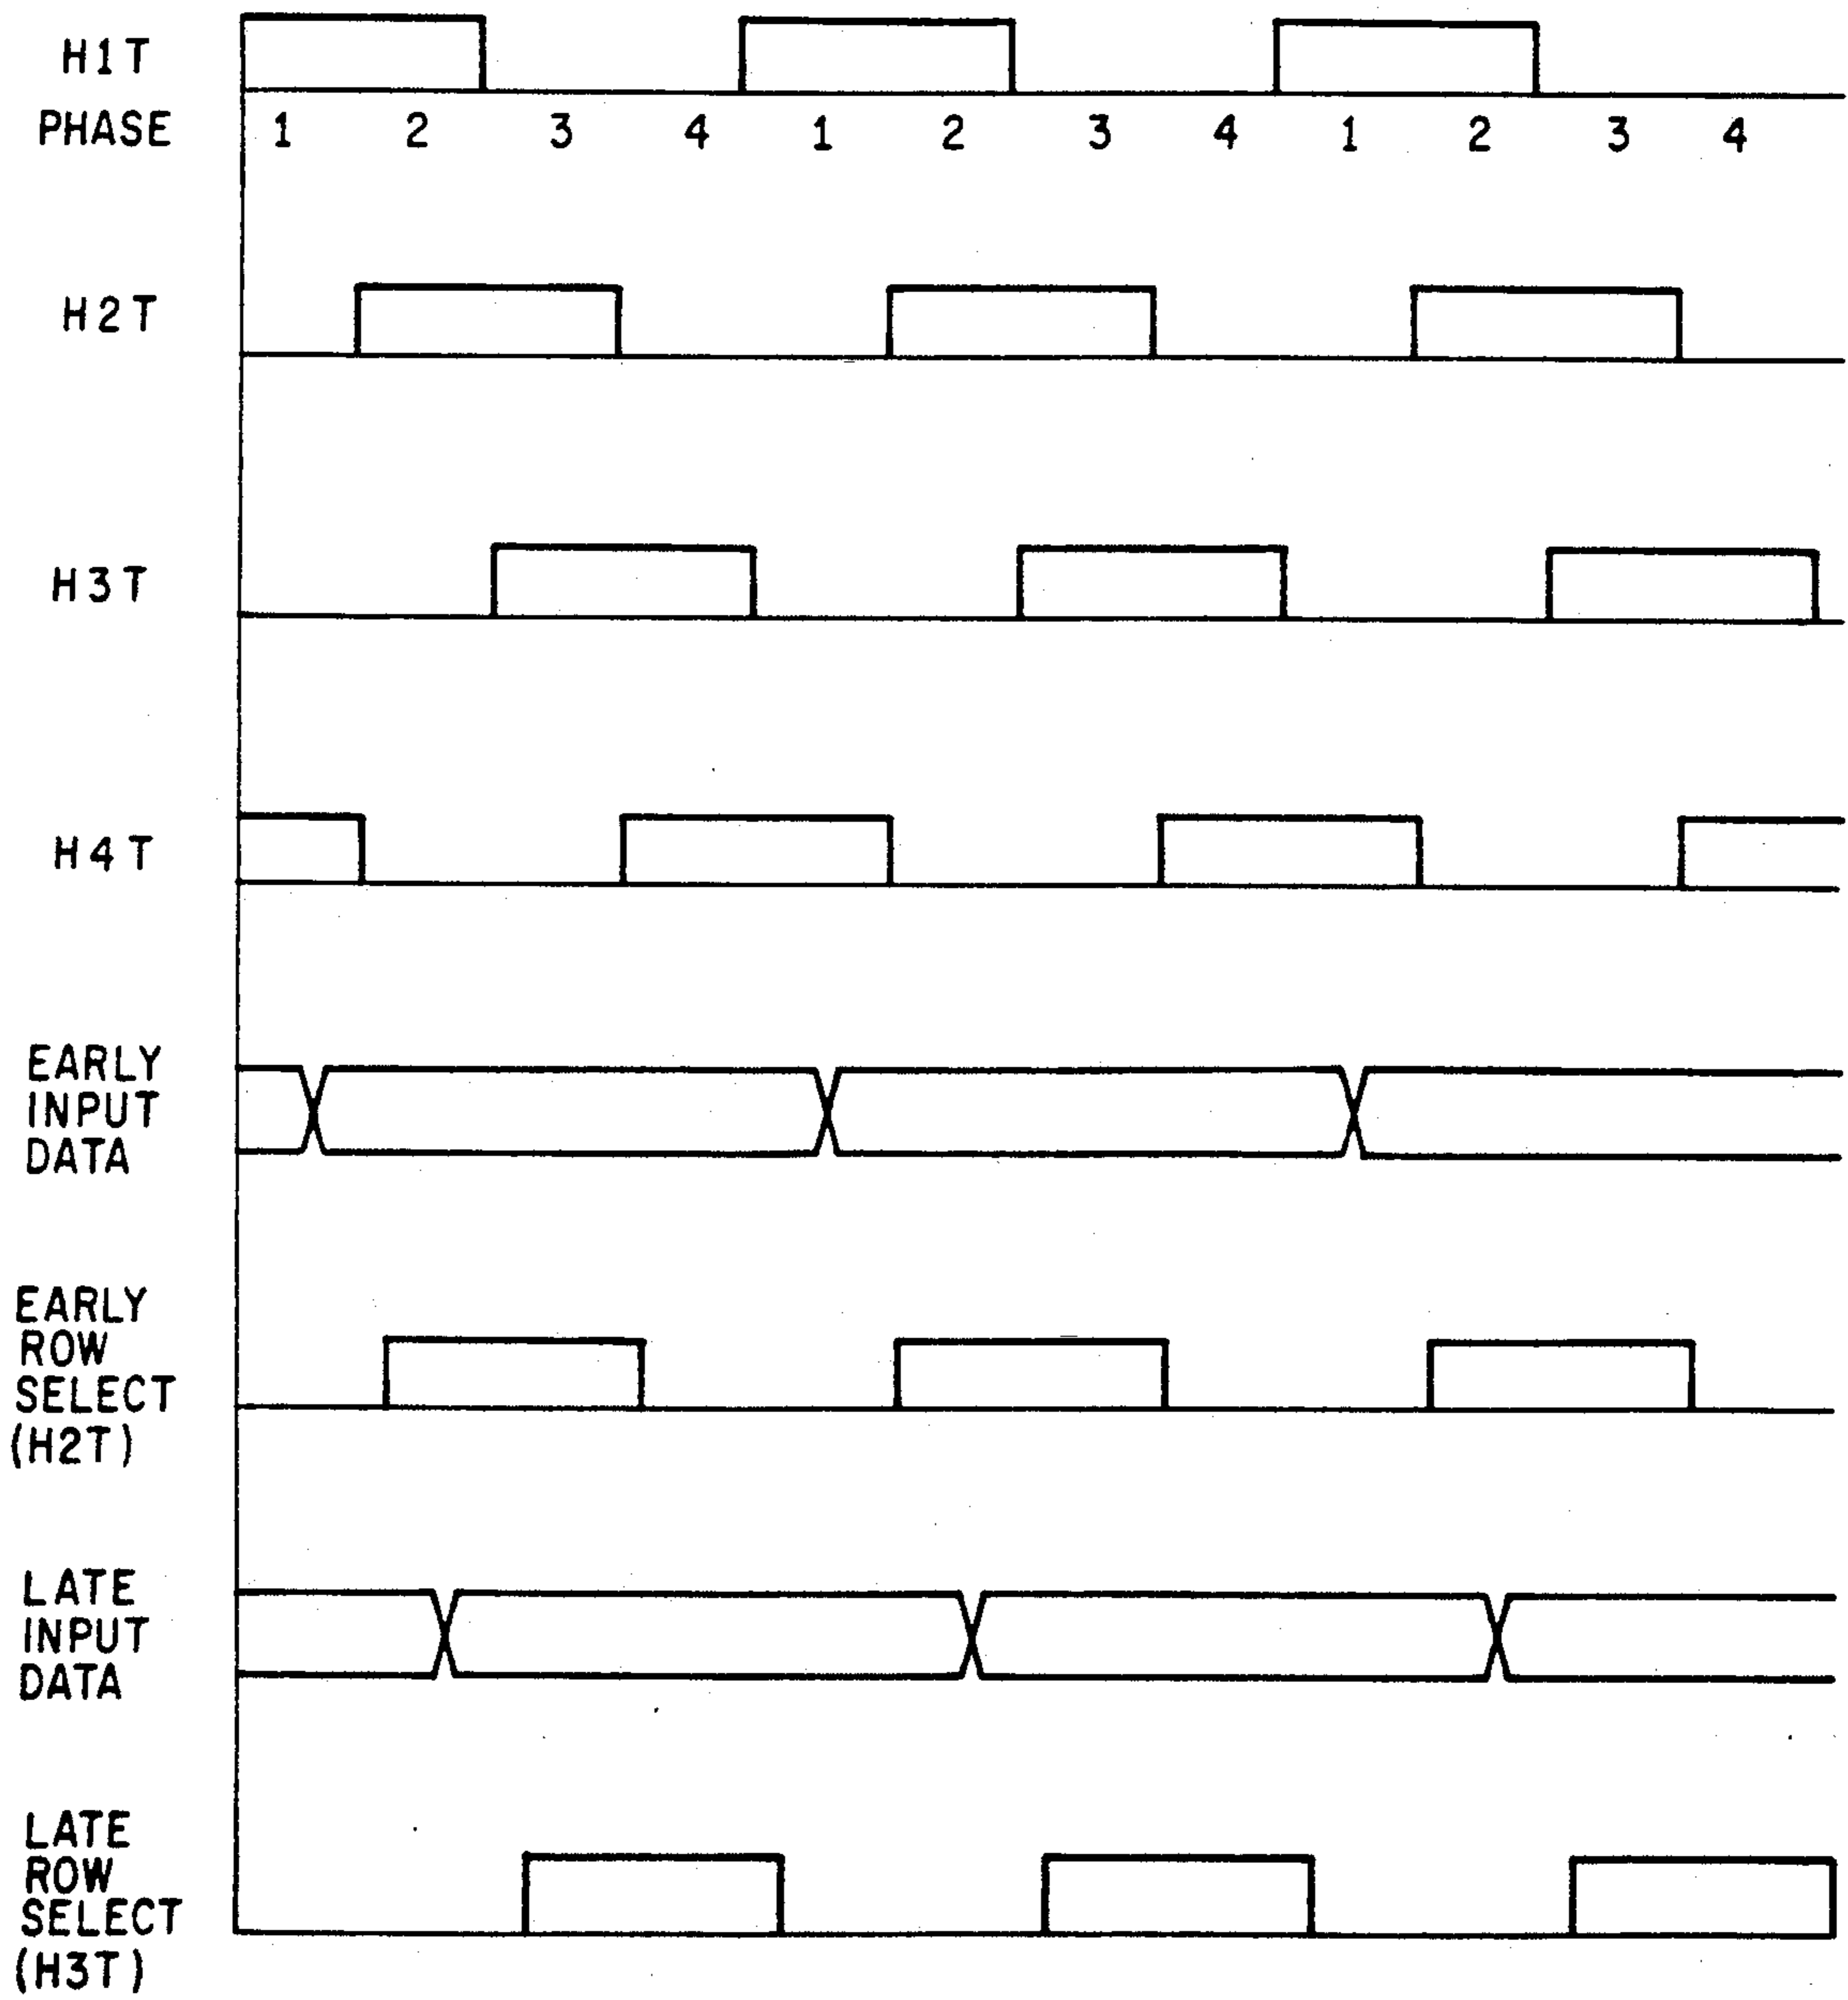 H1T
PHASE 1 2 3 4 1 2 3 4 1 2 3 4
H2T
H3T
H4T
EARLY
INPUT
DATA
EARLY
ROW
SELECT
(H2T)
LATE
INPUT
DATA
LATE
ROW
SELECT
(H3T)